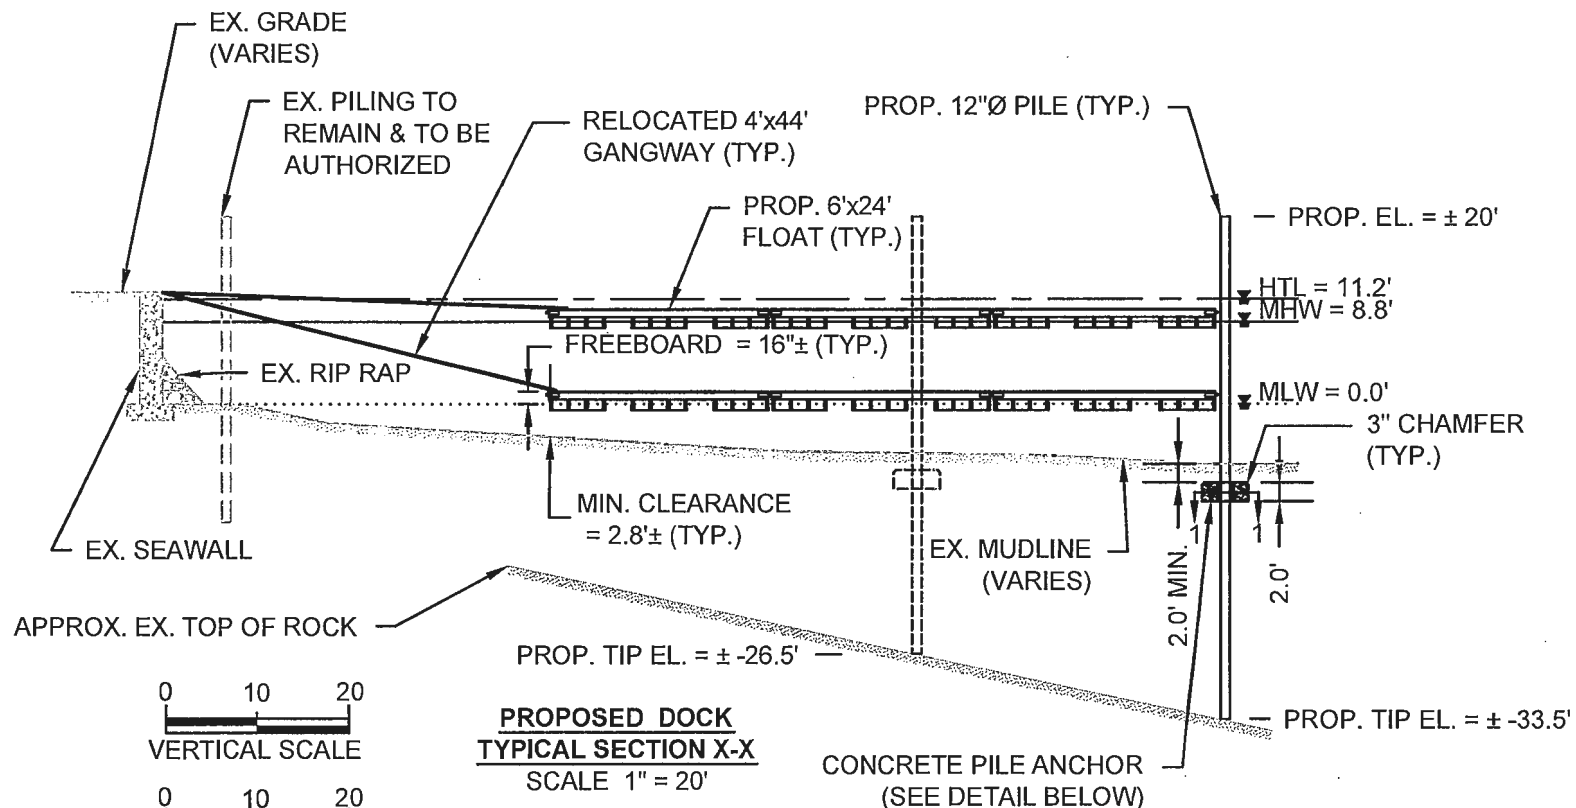 EX. GRADE
(VARIES)
EX. PILING TO
REMAIN & TO BE
AUTHORIZED
RELOCATED 4'x44'
GANGWAY (TYP.)
PROP. 12"Ø PILE (TYP.)
PROP. 6'x24'
FLOAT (TYP.)
PROP. EL. = ± 20'
HTL = 11.2'
MHW = 8.8'
FREEBOARD = 16"± (TYP.)
EX. RIP RAP
MLW = 0.0'
3" CHAMFER
(TYP.)
MIN. CLEARANCE
= 2.8'± (TYP.)
EX. SEAWALL
EX. MUDLINE
(VARIES)
1
1
2.0' MIN.
2.0'
APPROX. EX. TOP OF ROCK
PROP. TIP EL. = ± -26.5'
PROP. TIP EL. = ± -33.5'
0 10 20
VERTICAL SCALE
0 10 20
PROPOSED DOCK
TYPICAL SECTION X-X
SCALE 1" = 20'
CONCRETE PILE ANCHOR
(SEE DETAIL BELOW)